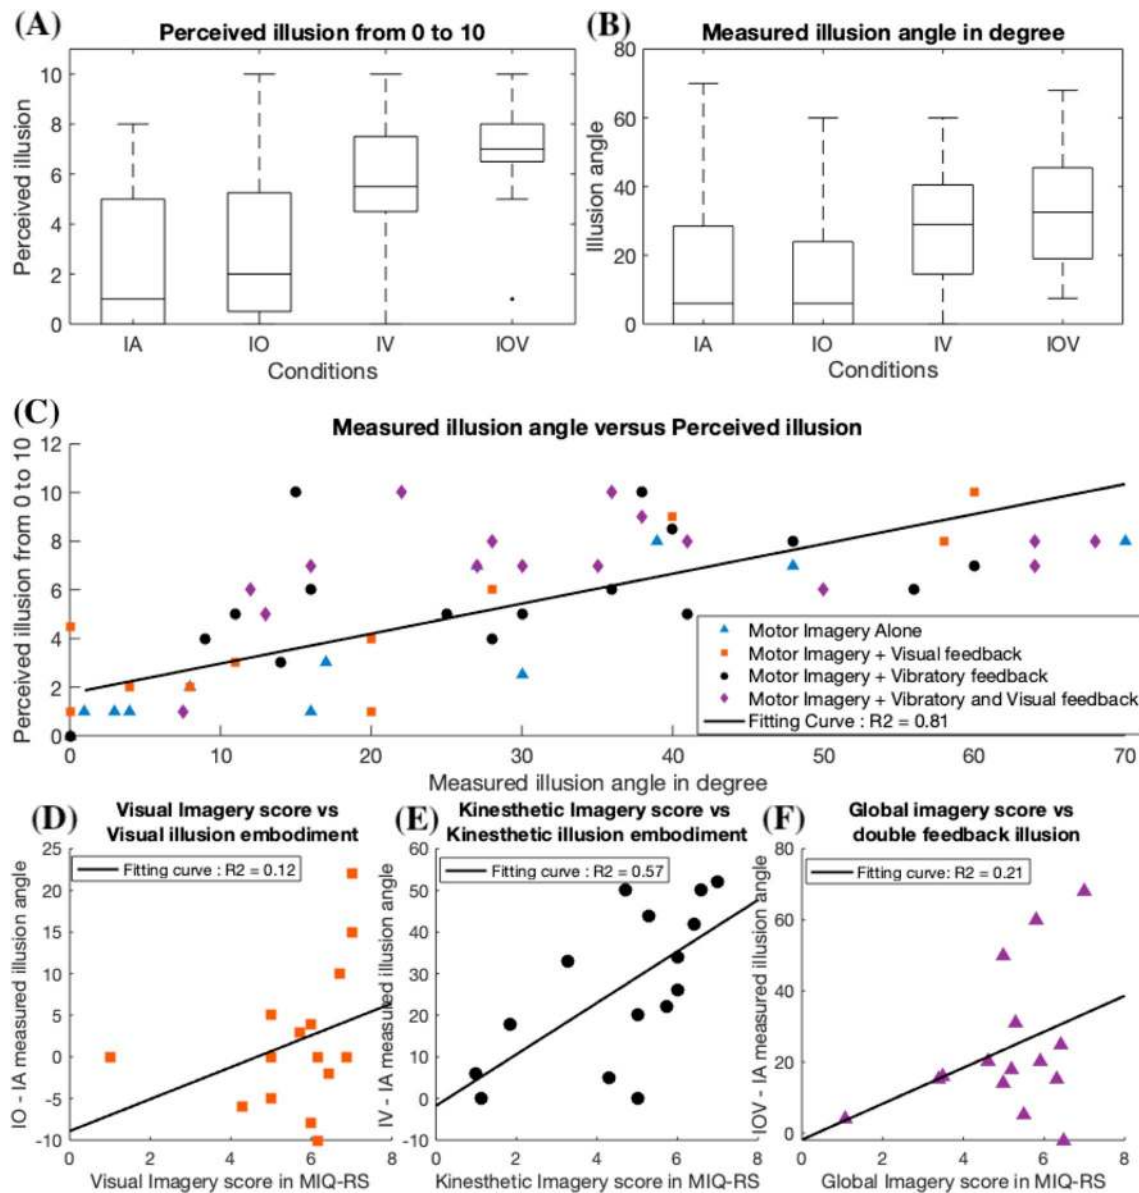 (A)
Perceived illusion from 0 to 10
Perceived illusion
10
8
6
4
2
0
IA IO IV IOV
Conditions
(B)
Measured illusion angle in degree
Illusion angle
80
60
40
20
0
IA IO IV IOV
Conditions
(C)
Measured illusion angle versus Perceived illusion
Perceived illusion from 0 to 10
12
10
8
6
4
2
0
Motor Imagery Alone
Motor Imagery + Visual feedback
Motor Imagery + Vibratory feedback
Motor Imagery + Vibratory and Visual feedback
Fitting Curve : R2 = 0.81
0 10 20 30 40 50 60 70
Measured illusion angle in degree
(D)
Visual Imagery score vs
Visual illusion embodiment
IO - IA measured illusion angle
25
20
15
10
5
0
-5
-10
Fitting curve : R2 = 0.12
0 2 4 6 8
Visual Imagery score in MIQ-RS
(E)
Kinesthetic Imagery score vs
Kinesthetic illusion embodiment
IV - IA measured illusion angle
60
50
40
30
20
10
0
-10
Fitting curve : R2 = 0.57
0 2 4 6 8
Kinesthetic Imagery score in MIQ-RS
(F)
Global imagery score vs
double feedback illusion
IOV - IA measured illusion angle
80
60
40
20
0
Fitting curve: R2 = 0.21
0 2 4 6 8
Global Imagery score in MIQ-RS